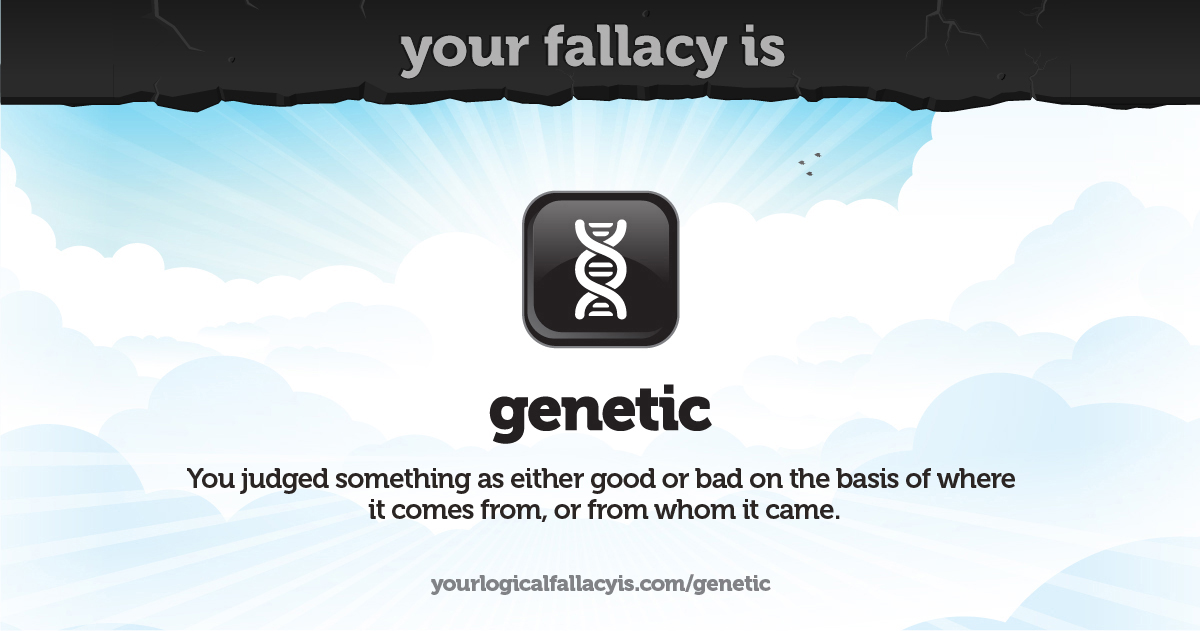 your fallacy is
genetic
You judged something as either good or bad on the basis of where
it comes from, or from whom it came.
yourlogicalfallacyis.com/genetic